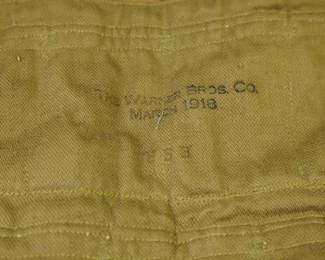 The Warner Bros. Co.
March 1918
E S R